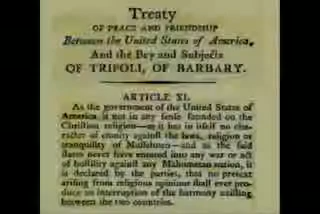 Treaty
OF PEACE AND FRIENDSHIP
Between the United States of America,
And the Bey and Subjects
OF TRIPOLI, OF BARBARY.
ARTICLE XI.
As the government of the United States of
America is not in any sense founded on the
Christian religion—as it has in itself no cha-
racter of enmity against the laws, religion or
tranquility of Musselmen—and as the said
states never have entered into any war or act
of hostility against any Mahometan nation, it
is declared by the parties, that no pretext
arising from religious opinions shall ever pro-
duce an interruption of the harmony existing
between the two countries.